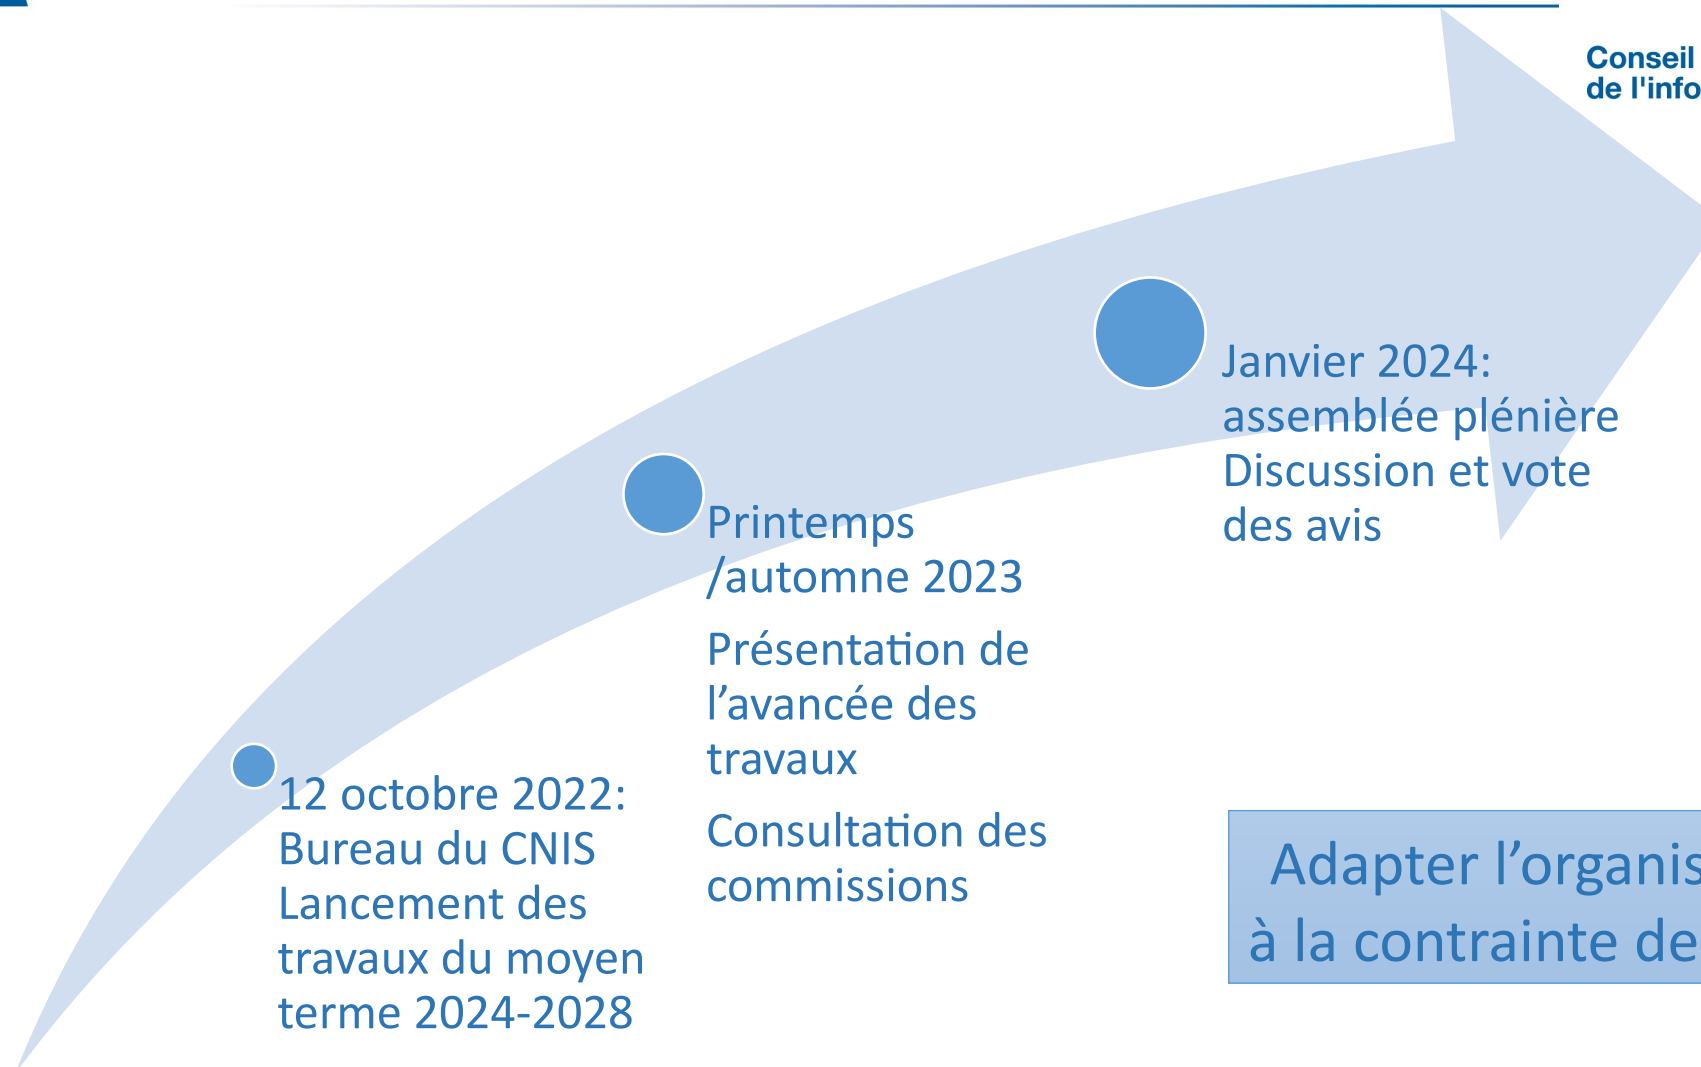 Conseil
de l'info
Janvier 2024:
assemblée plénière
Discussion et vote
des avis
Printemps
/automne 2023
Présentation de
l’avancée des
travaux
Consultation des
commissions
12 octobre 2022:
Bureau du CNIS
Lancement des
travaux du moyen
terme 2024-2028
Adapter l’organis
à la contrainte de